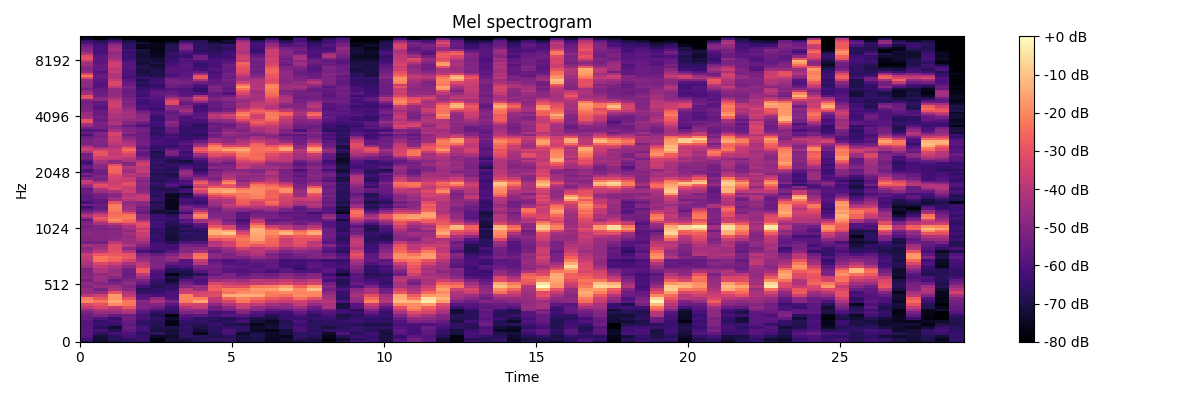 Mel spectrogram
Hz
8192
4096
2048
1024
512
0
0 5 10 15 20 25
Time
+0 dB
-10 dB
-20 dB
-30 dB
-40 dB
-50 dB
-60 dB
-70 dB
-80 dB